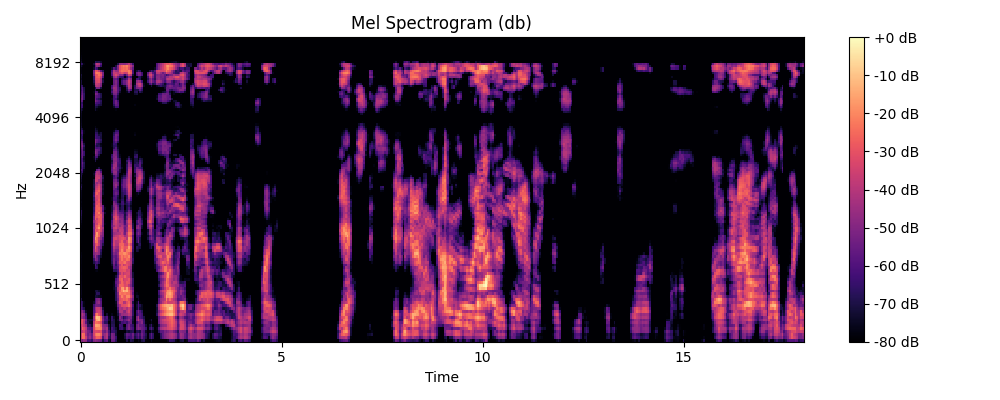 Mel Spectrogram (db)
8192
4096
2048
1024
512
0
Hz
0 5 10 15
Time
+0 dB
-10 dB
-20 dB
-30 dB
-40 dB
-50 dB
-60 dB
-70 dB
-80 dB